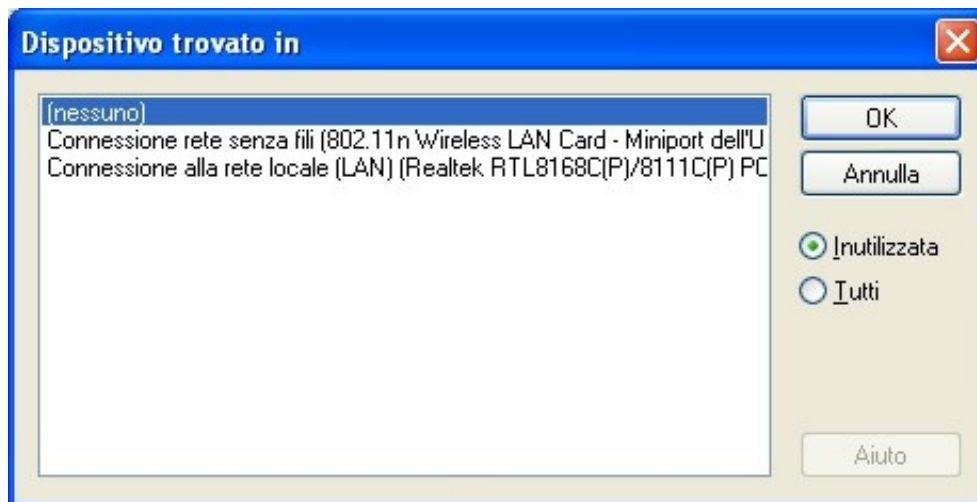 Dispositivo trovato in
(nessuno)
Connessione rete senza fili (802.11n Wireless LAN Card - Miniport dell'U
Connessione alla rete locale (LAN) (Realtek RTL8168C(P)/8111C(P) PC
OK
Annulla
Inutilizzata
Tutti
Aiuto